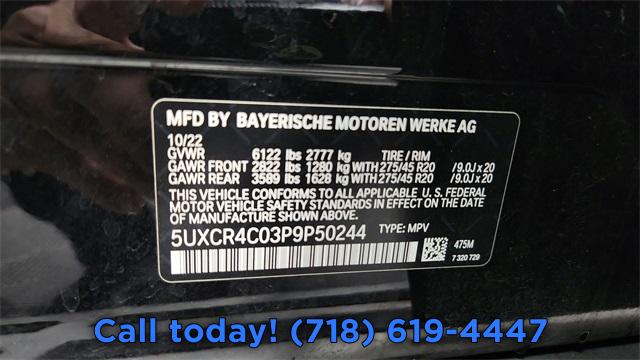 MFD BY BAYERISCHE MOTOREN WERKE AG
10/22
GVWR 6122 lbs 2777 kg TIRE / RIM
GAWR FRONT 2822 lbs 1280 kg WITH 275/45 R20 / 9.0J x 20
GAWR REAR 3589 lbs 1628 kg WITH 275/45 R20 / 9.0J x 20
THIS VEHICLE CONFORMS TO ALL APPLICABLE U. S. FEDERAL
MOTOR VEHICLE SAFETY STANDARDS IN EFFECT ON THE DATE
OF MANUFACTURE SHOWN ABOVE.
5UXCR4C03P9P50244 TYPE: MPV
475M
7 320 729
Call today! (718) 619-4447